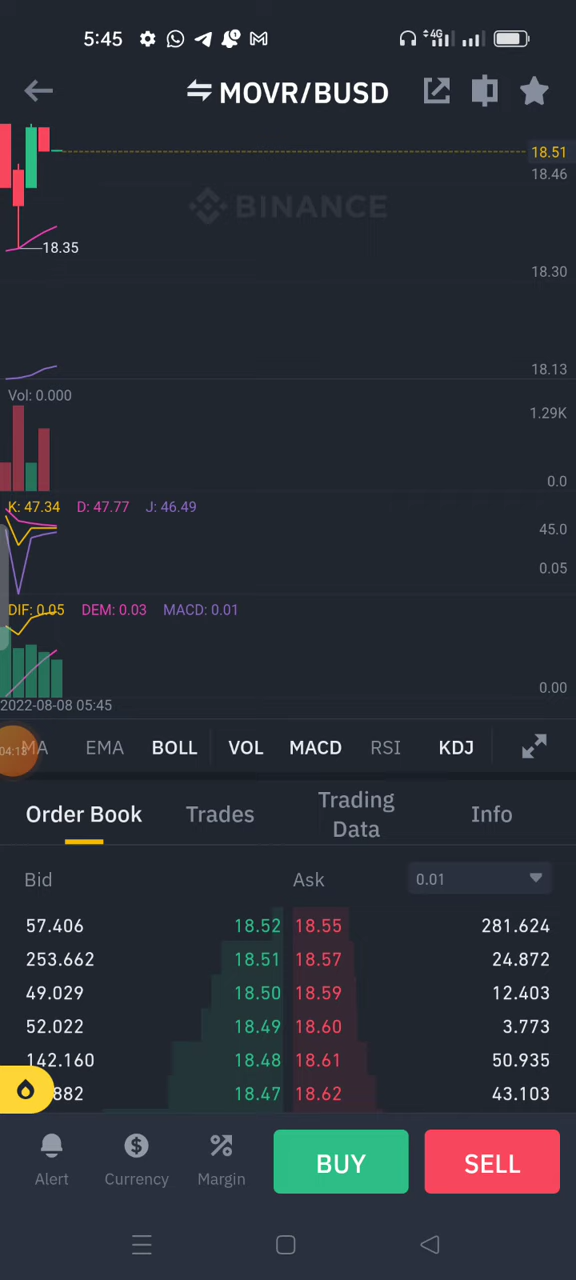 5:45
4G
MOVR/BUSD
18.51
18.46
BINANCE
18.35
18.30
18.13
Vol: 0.000
1.29K
0.0
K: 47.34 D: 47.77 J: 46.49
45.0
0.05
DIF: 0.05 DEM: 0.03 MACD: 0.01
0.00
2022-08-08 05:45
04:13
MA EMA BOLL VOL MACD RSI KDJ
Order Book Trades Trading Data Info
Bid Ask 0.01
57.406 18.52 18.55 281.624
253.662 18.51 18.57 24.872
49.029 18.50 18.59 12.403
52.022 18.49 18.60 3.773
142.160 18.48 18.61 50.935
882 18.47 18.62 43.103
Alert Currency Margin BUY SELL